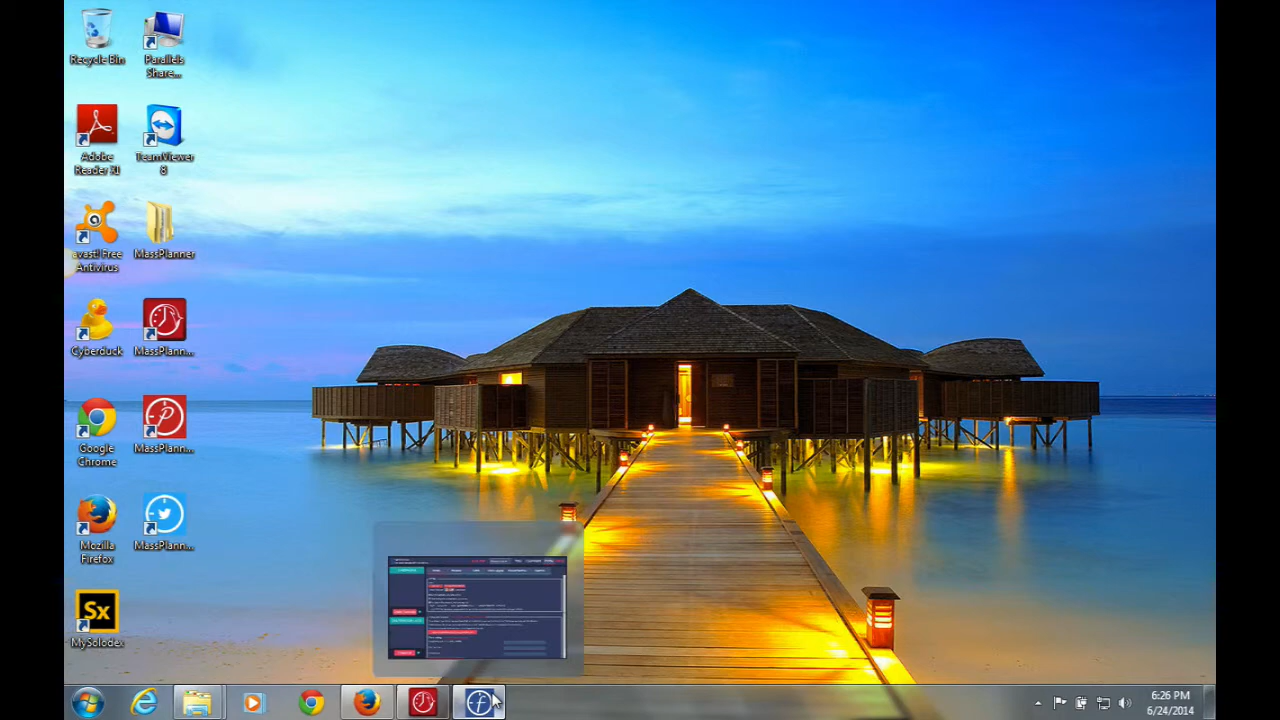 Recycle Bin
Parallels
Share...
Adobe
Reader XI
TeamViewer
8
avast! Free
Antivirus
MassPlanner
Cyberduck
MassPlann...
Google
Chrome
MassPlann...
Mozilla
Firefox
MassPlann...
Sx
MySolodex
6:26 PM
6/24/2014